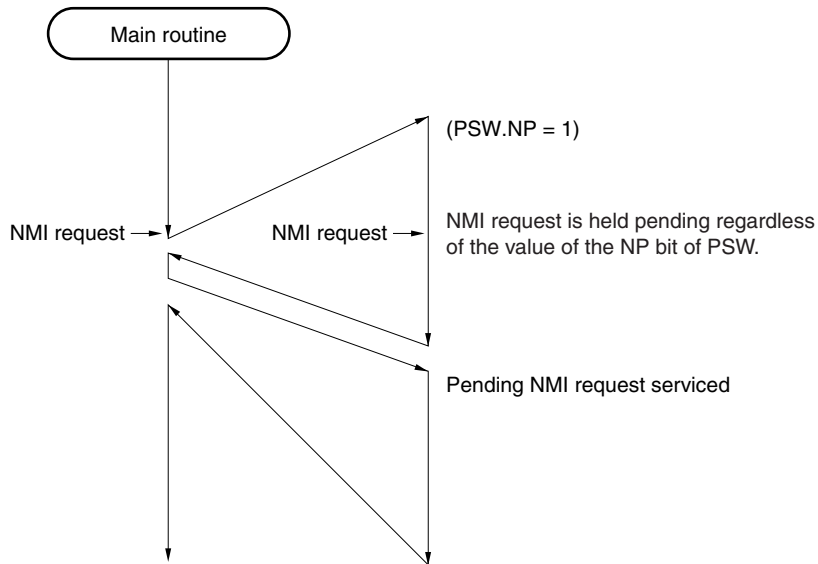 Main routine
(PSW.NP = 1)
NMI request
NMI request
NMI request is held pending regardless
of the value of the NP bit of PSW.
Pending NMI request serviced